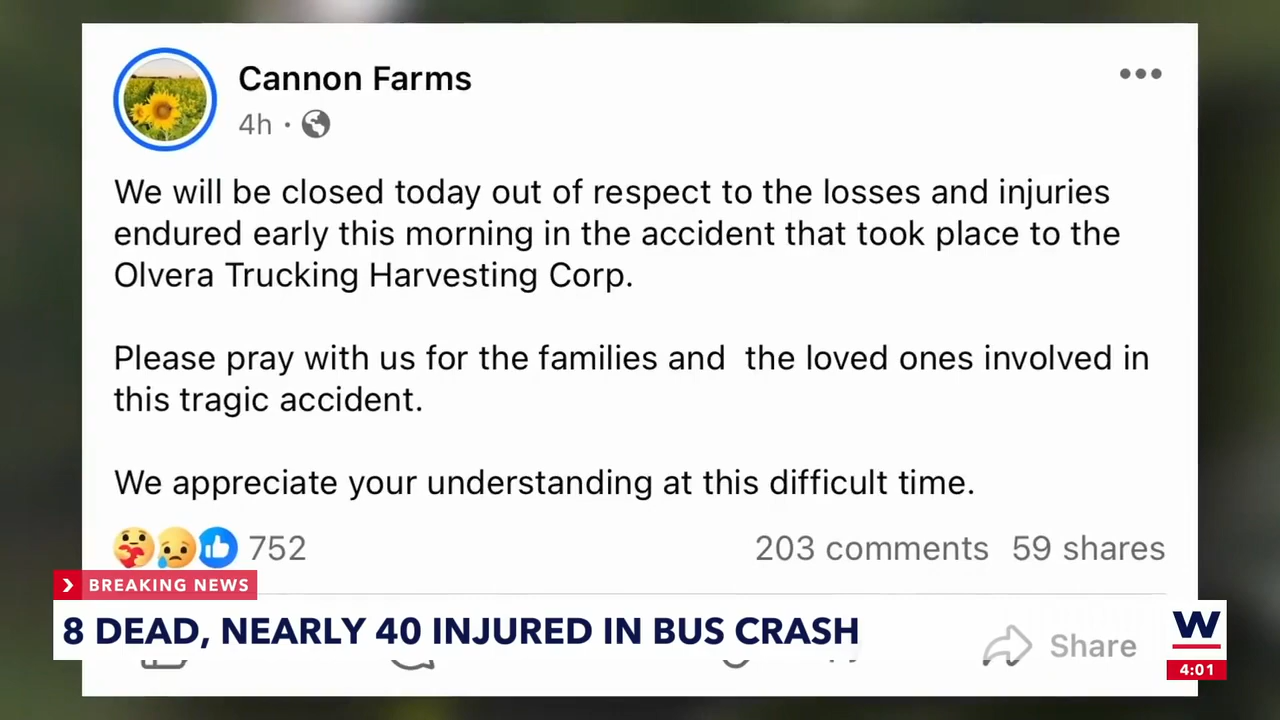 Cannon Farms
4h ·
We will be closed today out of respect to the losses and injuries
endured early this morning in the accident that took place to the
Olvera Trucking Harvesting Corp.
Please pray with us for the families and  the loved ones involved in
this tragic accident.
We appreciate your understanding at this difficult time.
752
203 comments 59 shares
BREAKING NEWS
8 DEAD, NEARLY 40 INJURED IN BUS CRASH
Share
W
4:01